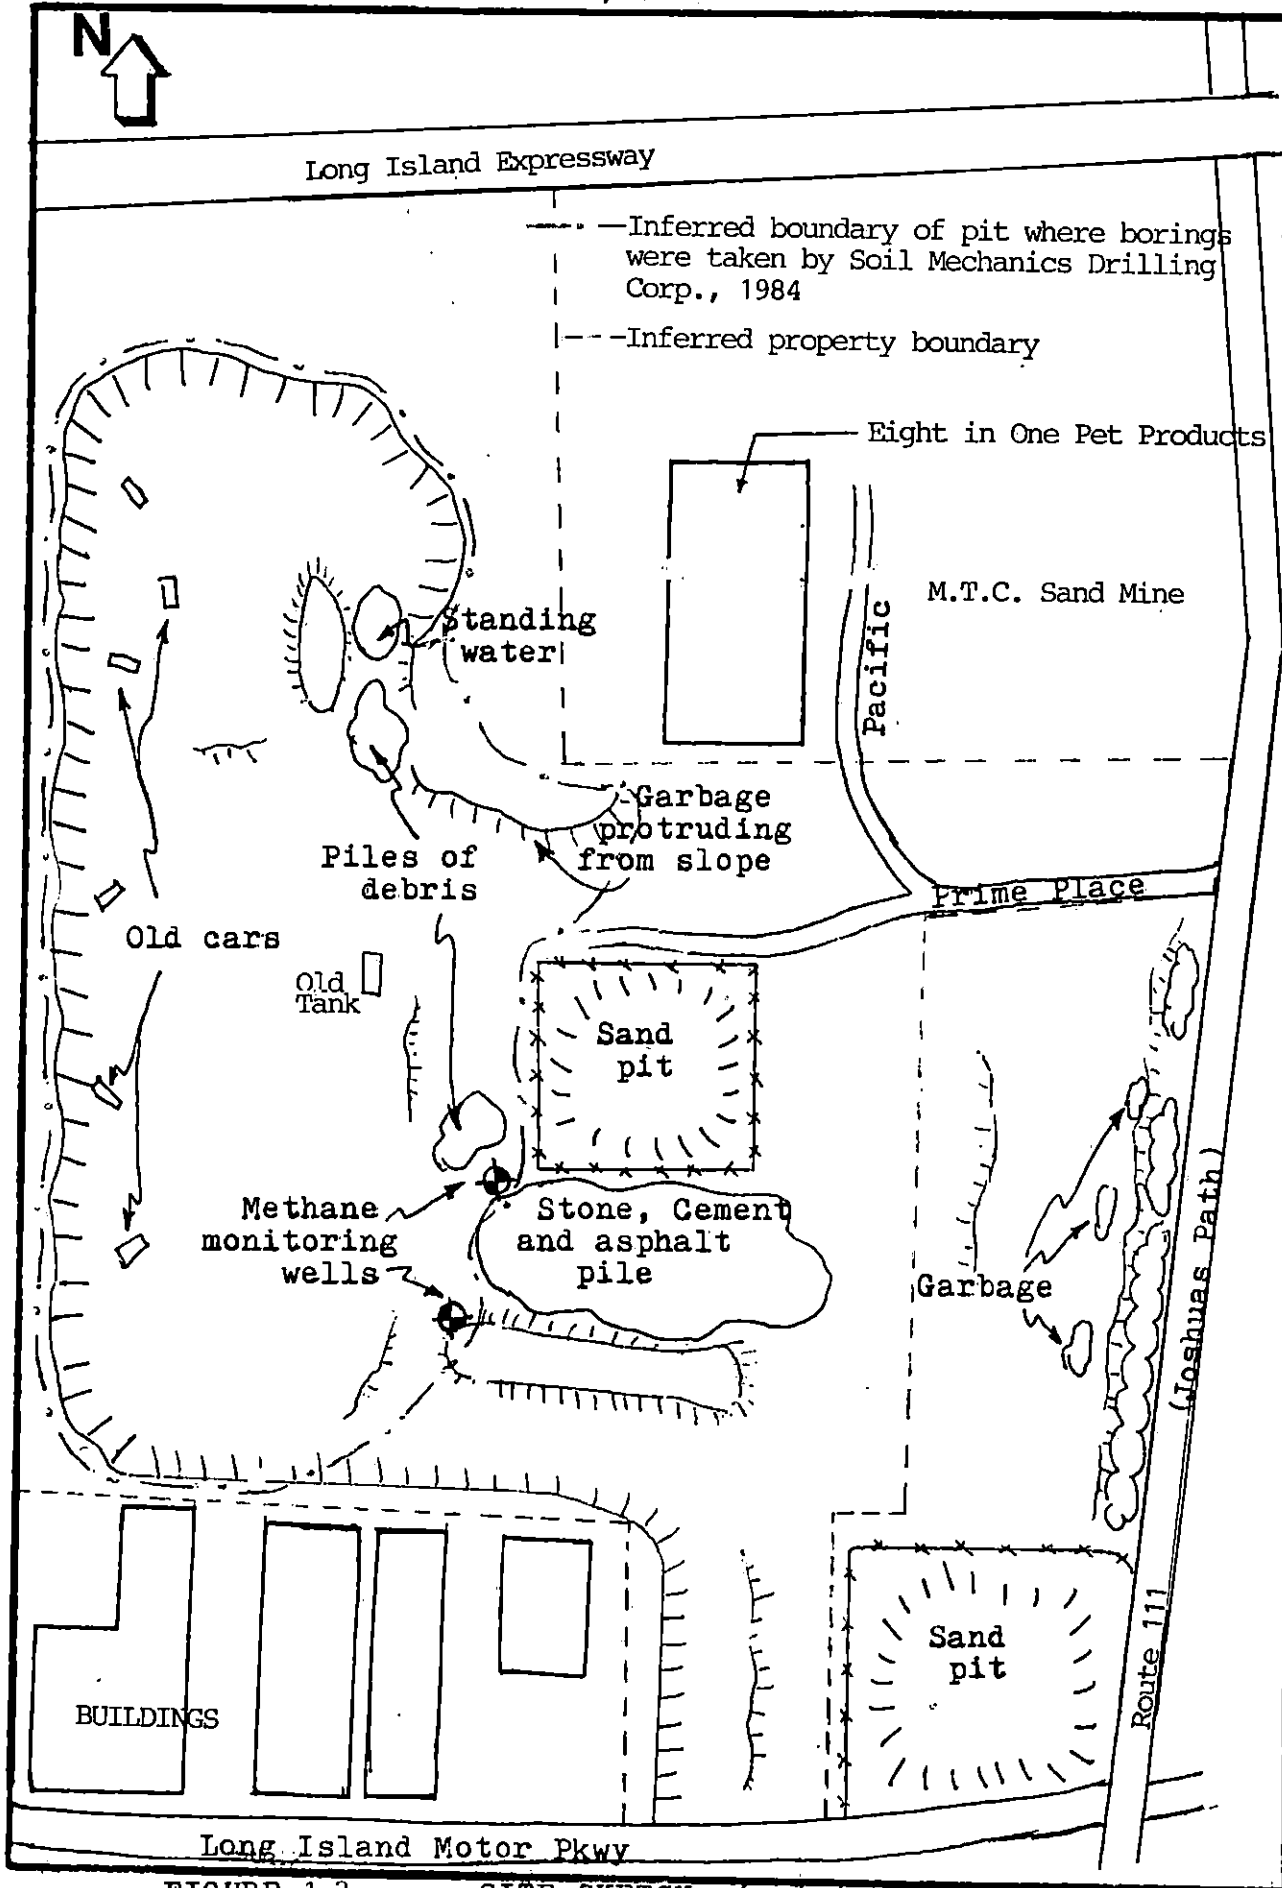 N
Long Island Expressway
Inferred boundary of pit where borings
were taken by Soil Mechanics Drilling
Corp., 1984
Inferred property boundary
Eight in One Pet Products
M.T.C. Sand Mine
Pacific
Standing
water
Garbage
protruding
from slope
Piles of
debris
Prime Place
Old cars
Old
Tank
Sand
pit
Methane
monitoring
wells
Stone, Cement
and asphalt
pile
Garbage
(Joshuas Path)
Sand
pit
Route 111
BUILDINGS
Long Island Motor Pkwy
SITE SKETCH